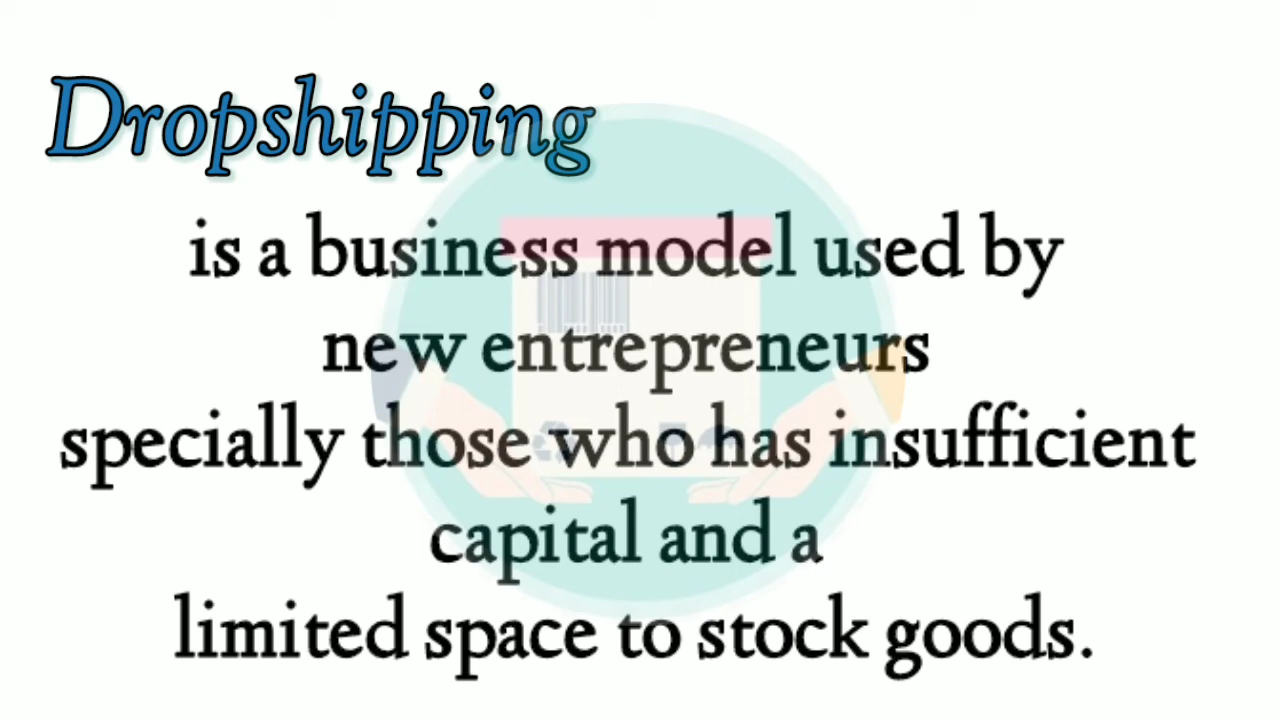 Dropshipping
is a business model used by
new entrepreneurs
specially those who has insufficient
capital and a
limited space to stock goods.